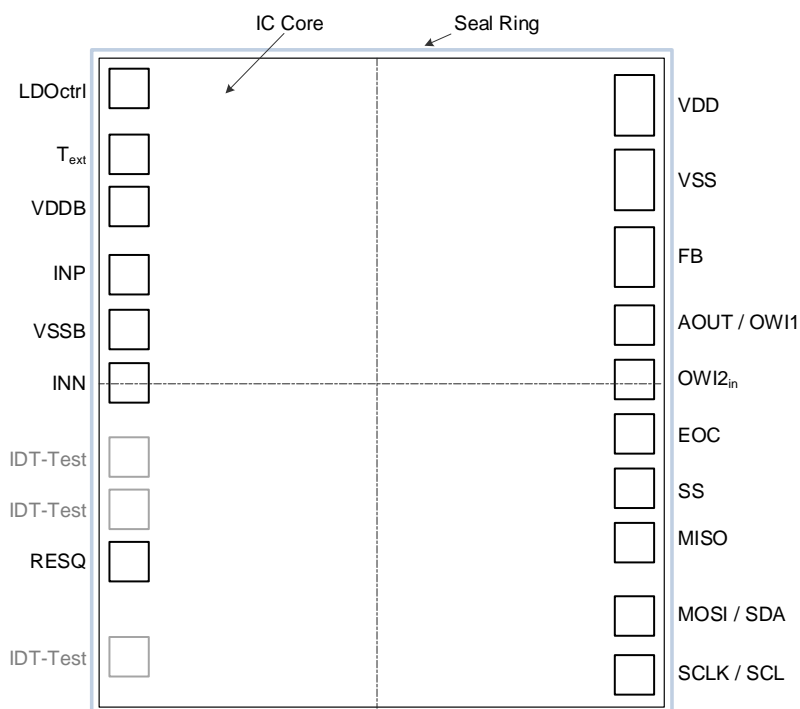 IC Core
Seal Ring
LDOctrl
Text
VDDB
INP
VSSB
INN
IDT-Test
IDT-Test
RESQ
IDT-Test
VDD
VSS
FB
AOUT / OWI1
OWI2in
EOC
SS
MISO
MOSI / SDA
SCLK / SCL